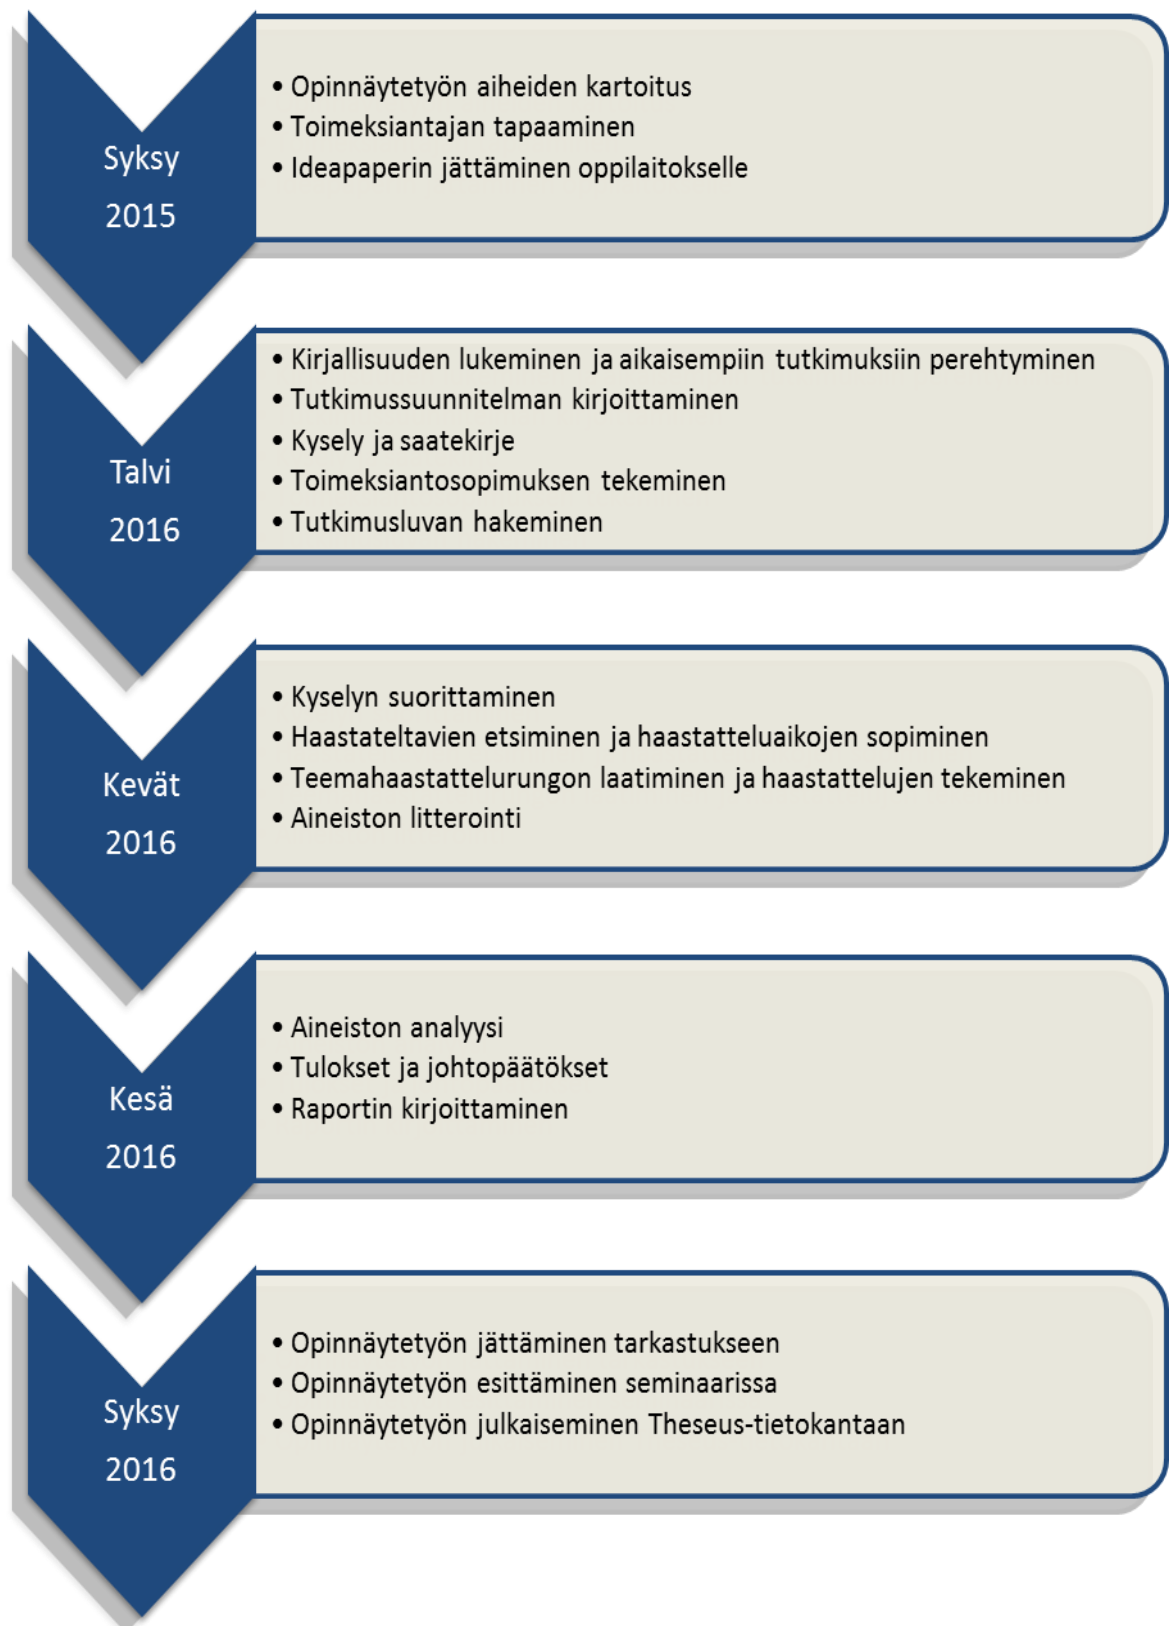 Syksy
2015
• Opinnäytetyön aiheiden kartoitus
• Toimeksiantajan tapaaminen
• Ideapaperin jättäminen oppilaitokselle
Talvi
2016
• Kirjallisuuden lukeminen ja aikaisempiin tutkimuksiin perehtyminen
• Tutkimussuunnitelman kirjoittaminen
• Kysely ja saatekirje
• Toimeksiantosopimuksen tekeminen
• Tutkimusluvan hakeminen
Kevät
2016
• Kyselyn suorittaminen
• Haastateltavien etsiminen ja haastatteluaikojen sopiminen
• Teemahaastattelurungon laatiminen ja haastattelujen tekeminen
• Aineiston litterointi
Kesä
2016
• Aineiston analyysi
• Tulokset ja johtopäätökset
• Raportin kirjoittaminen
Syksy
2016
• Opinnäytetyön jättäminen tarkastukseen
• Opinnäytetyön esittäminen seminaarissa
• Opinnäytetyön julkaiseminen Theseus-tietokantaan